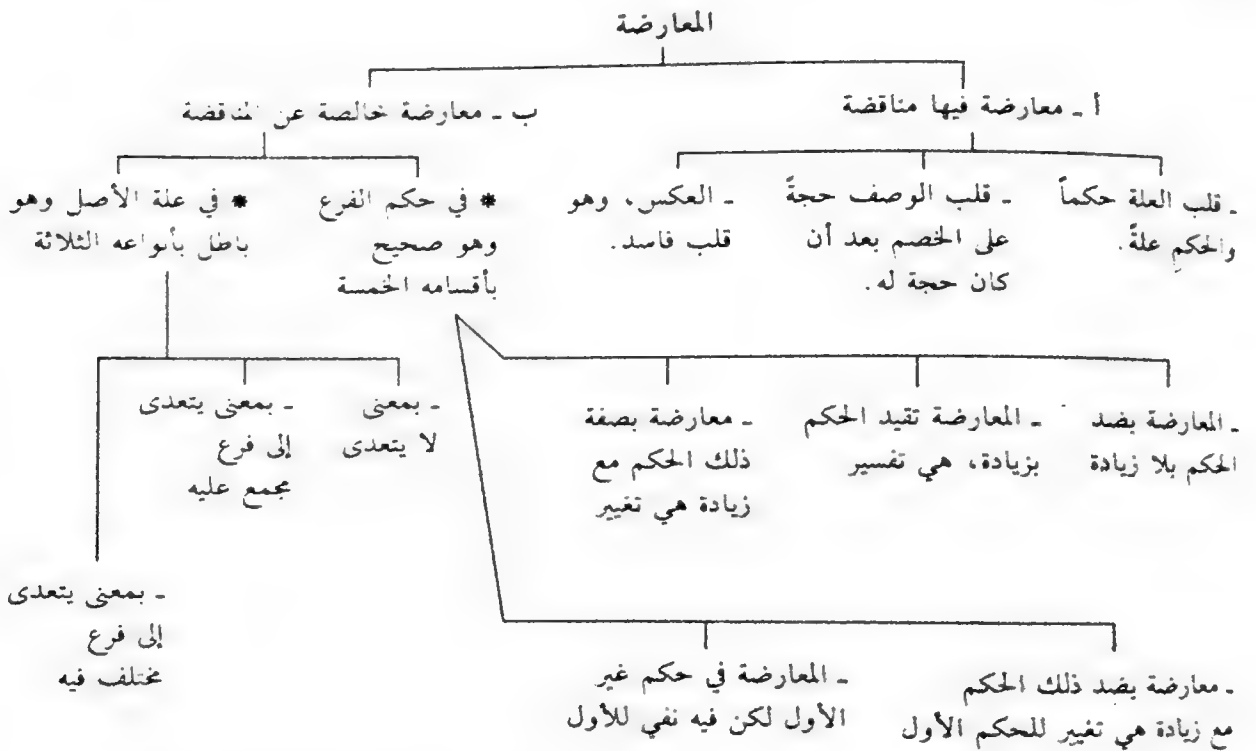 المعارضة
أ ـ معارضة فيها مناقضة
ب ـ معارضة خالصة عن المناقضة
ـ قلب العلة حكماً
والحكمِ علةً.
ـ قلب الوصف حجةً
على الخصم بعد أن
كان حجة له.
ـ العكس، وهو
قلب فاسد.
* في حكم الفرع
وهو صحيح
بأقسامه الخمسة
* في علة الأصل وهو
باطل بأنواعه الثلاثة
ـ المعارضة بضد
الحكم بلا زيادة
ـ المعارضة تقيد الحكم
بزيادة، هي تفسير
ـ معارضة بصفة
ذلك الحكم مع
زيادة هي تغيير
ـ بمعنى
لا يتعدى
ـ بمعنى يتعدى
إلى فرع
مجمع عليه
ـ بمعنى يتعدى
إلى فرع
مختلف فيه
ـ معارضة بضد ذلك الحكم
مع زيادة هي تغيير للحكم الأول
ـ المعارضة في حكم غير
الأول لكن فيه نفي للأول